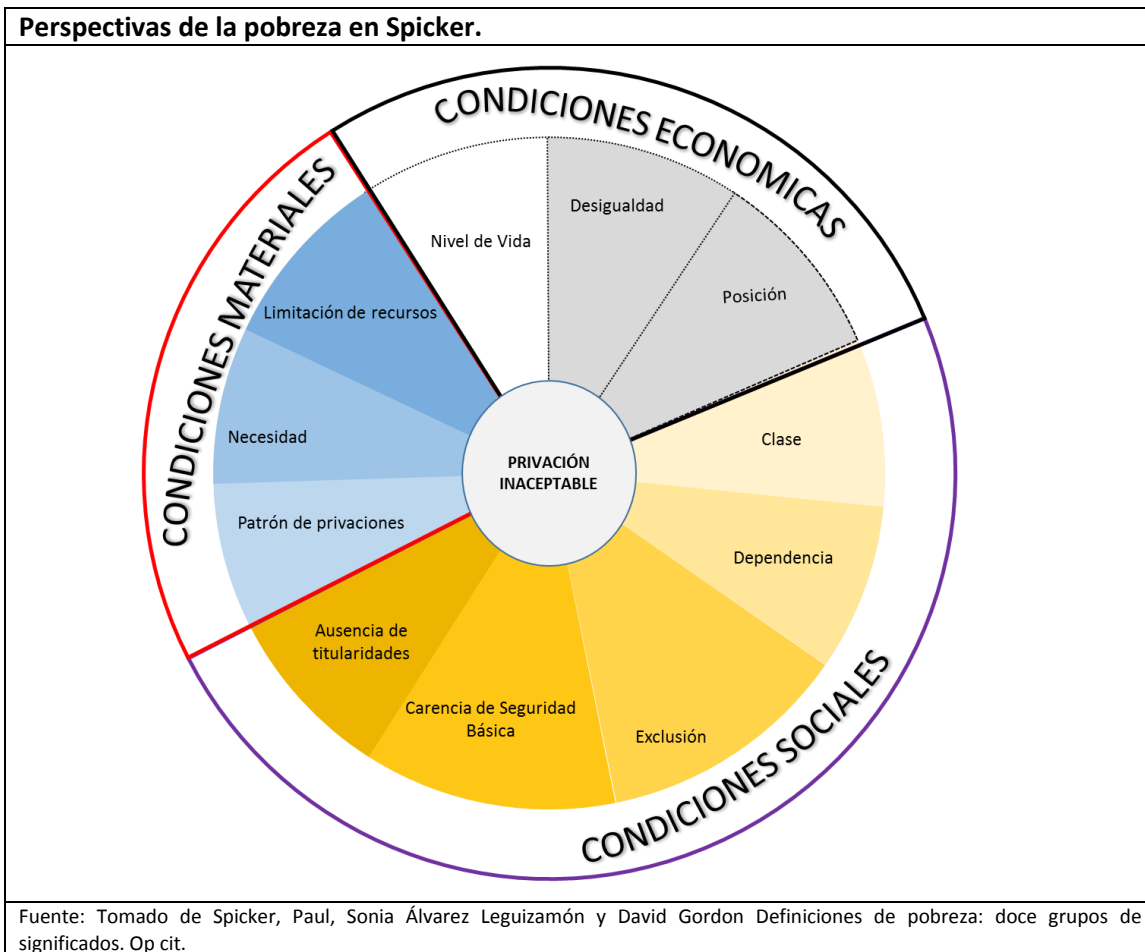 Perspectivas de la pobreza en Spicker.
CONDICIONES ECONOMICAS
CONDICIONES MATERIALES
CONDICIONES SOCIALES
Nivel de Vida
Desigualdad
Posición
Clase
Dependencia
Exclusión
Carencia de Seguridad
Básica
Ausencia de
titularidades
Patrón de privaciones
Necesidad
Limitación de recursos
PRIVACIÓN
INACEPTABLE
Fuente: Tomado de Spicker, Paul, Sonia Álvarez Leguizamón y David Gordon Definiciones de pobreza: doce grupos de
significados. Op cit.